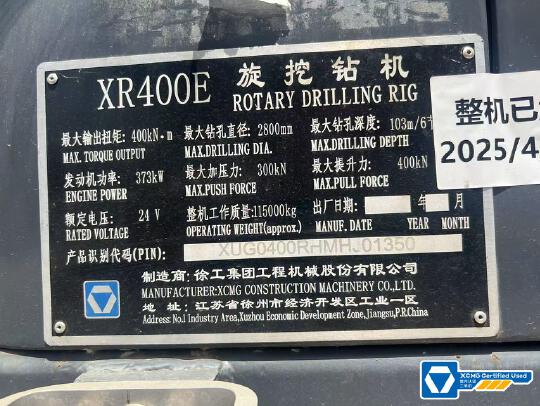 XR400E 旋挖钻机
ROTARY DRILLING RIG
最大输出扭矩: 400kN·m 最大钻孔直径: 2800mm 最大钻孔深度: 103m/6
MAX. TORQUE OUTPUT MAX.DRILLING DIA. MAX.DRILLING DEPTH
发动机功率: 373kW 最大加压力: 300kN 最大提升力: 400kN
ENGINE POWER MAX.PUSH FORCE MAX.PULL FORCE
额定电压: 24 V 整机工作质量:115000kg 出厂日期: 年 月
RATED VOLTAGE OPERATING WEIGHT(approx.) MANUF. DATE YEAR MONTH
产品识别代码(PIN): XUG0400RHMHJ01350
制造商: 徐工集团工程机械股份有限公司
MANUFACTURER:XCMG CONSTRUCTION MACHINERY CO.,LTD.
地 址: 江苏省徐州市经济开发区工业一区
Address: No.1 Industry Area,Xuzhou Economic Development Zone,Jiangsu,P.R.China
整机已
2025/4
XCMG Certified Used